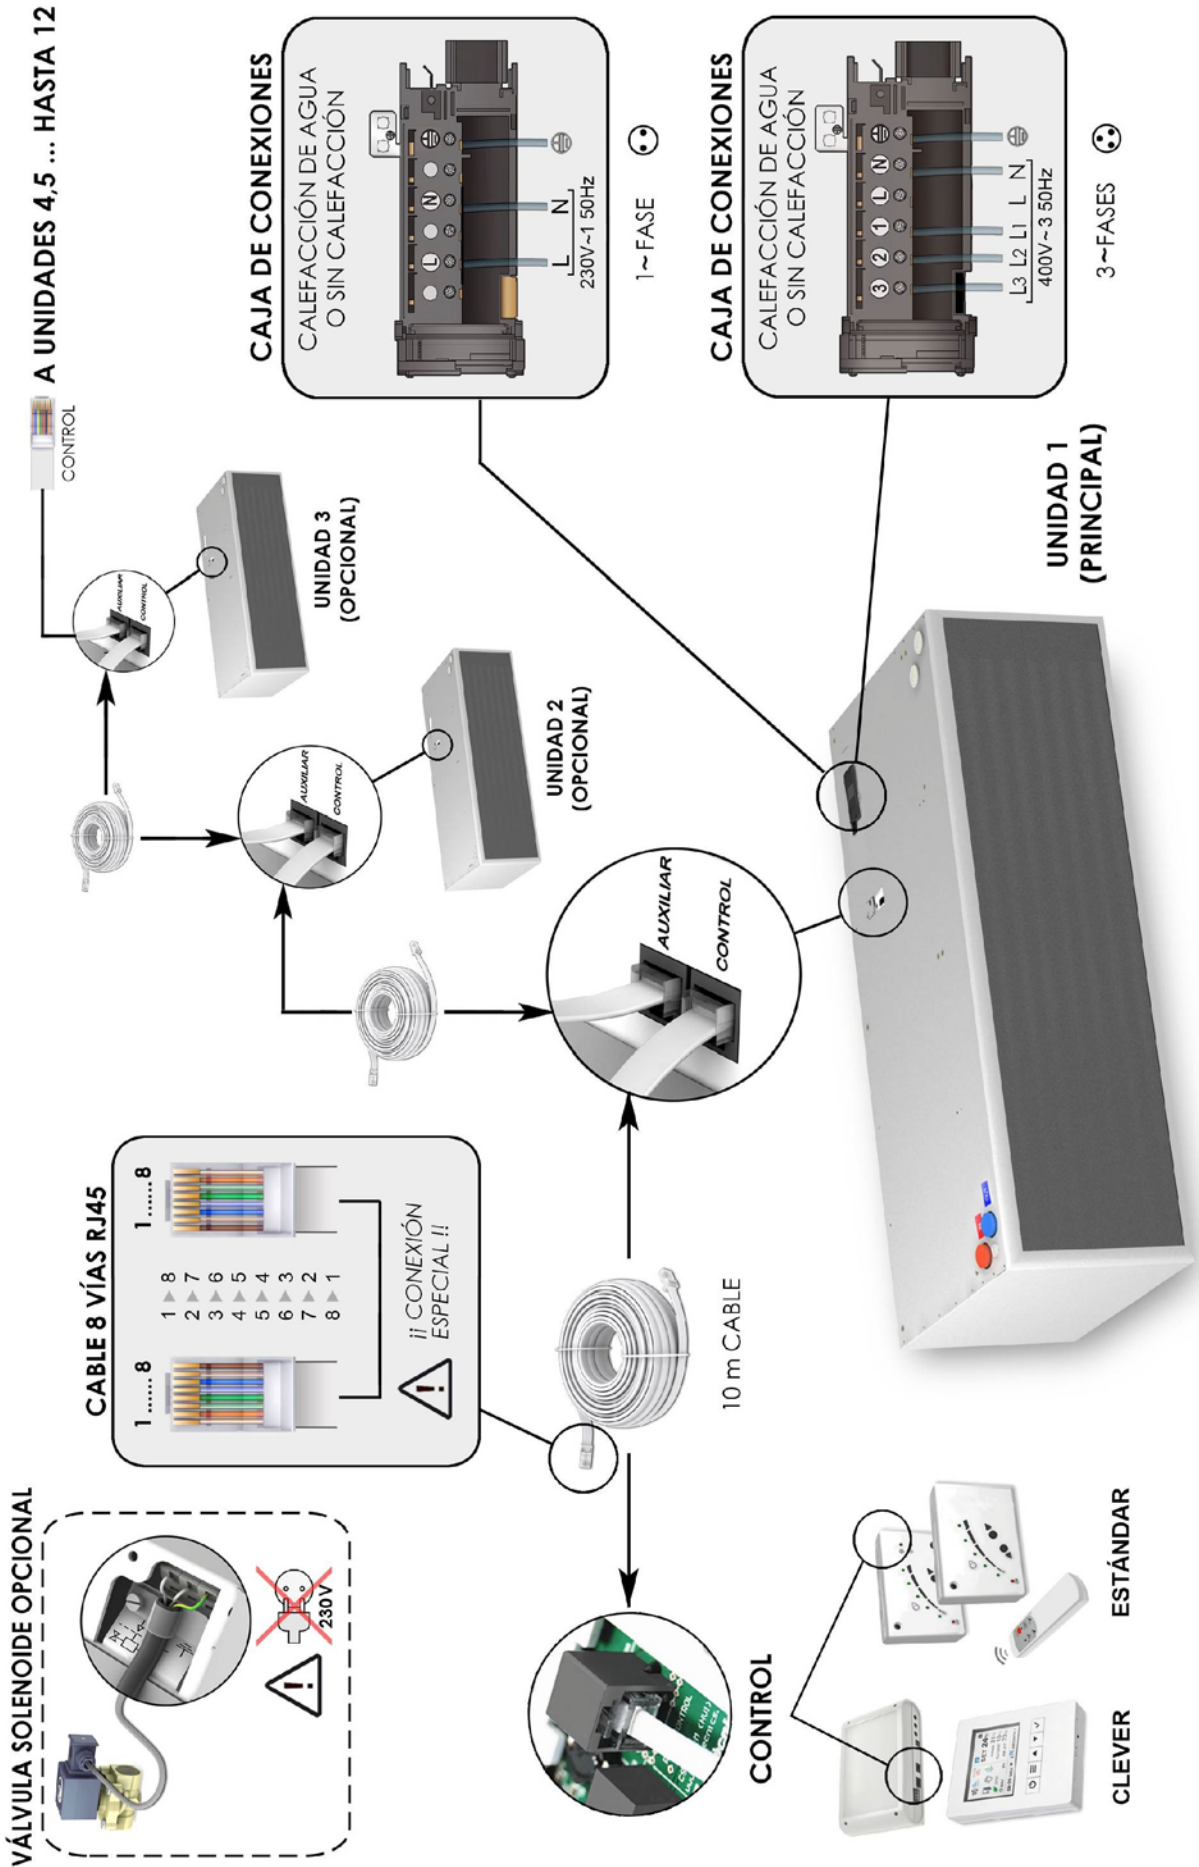 VÁLVULA SOLENOIDE OPCIONAL
230V
CABLE 8 VÍAS RJ45
1 ...... 8
1 ...... 8
1 ▶ 8
2 ▶ 7
3 ▶ 6
4 ▶ 5
5 ▶ 4
6 ▶ 3
7 ▶ 2
8 ▶ 1
¡¡ CONEXIÓN
ESPECIAL !!
A UNIDADES 4,5 ... HASTA 12
CONTROL
AUXILIAR
CONTROL
UNIDAD 3
(OPCIONAL)
AUXILIAR
CONTROL
UNIDAD 2
(OPCIONAL)
AUXILIAR
CONTROL
10 m CABLE
CAJA DE CONEXIONES
CALEFACCIÓN DE AGUA
O SIN CALEFACCIÓN
L N
L N
230V~1 50Hz
1~FASE
CAJA DE CONEXIONES
CALEFACCIÓN DE AGUA
O SIN CALEFACCIÓN
3 2 1 L N
L3 L2 L1 L N
400V~3 50Hz
3~FASES
UNIDAD 1
(PRINCIPAL)
CONTROL
CLEVER
ESTÁNDAR